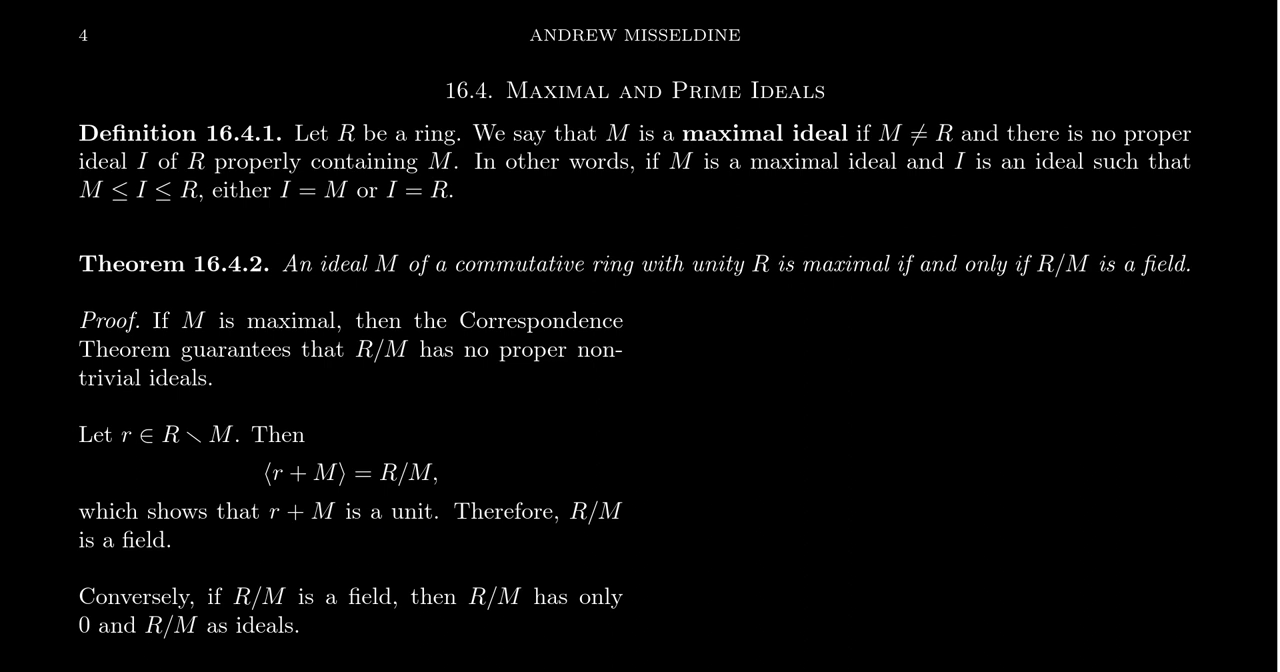 4
ANDREW MISSELDINE
16.4. Maximal and Prime Ideals
Definition 16.4.1. Let R be a ring. We say that M is a maximal ideal if M ≠ R and there is no proper
ideal I of R properly containing M. In other words, if M is a maximal ideal and I is an ideal such that
M ≤ I ≤ R, either I = M or I = R.
Theorem 16.4.2. An ideal M of a commutative ring with unity R is maximal if and only if R/M is a field.
Proof. If M is maximal, then the Correspondence
Theorem guarantees that R/M has no proper non-
trivial ideals.
Let r ∈ R ∖ M. Then
⟨r + M⟩ = R/M,
which shows that r + M is a unit. Therefore, R/M
is a field.
Conversely, if R/M is a field, then R/M has only
0 and R/M as ideals.